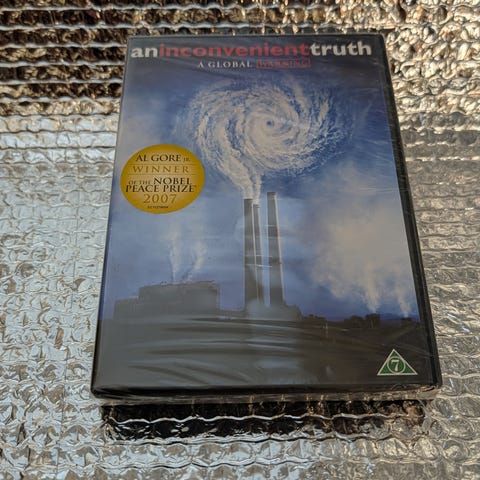 aninconvenienttruth
A GLOBAL WARNING
AL GORE JR.
WINNER
OF THE NOBEL
PEACE PRIZE
2007
7